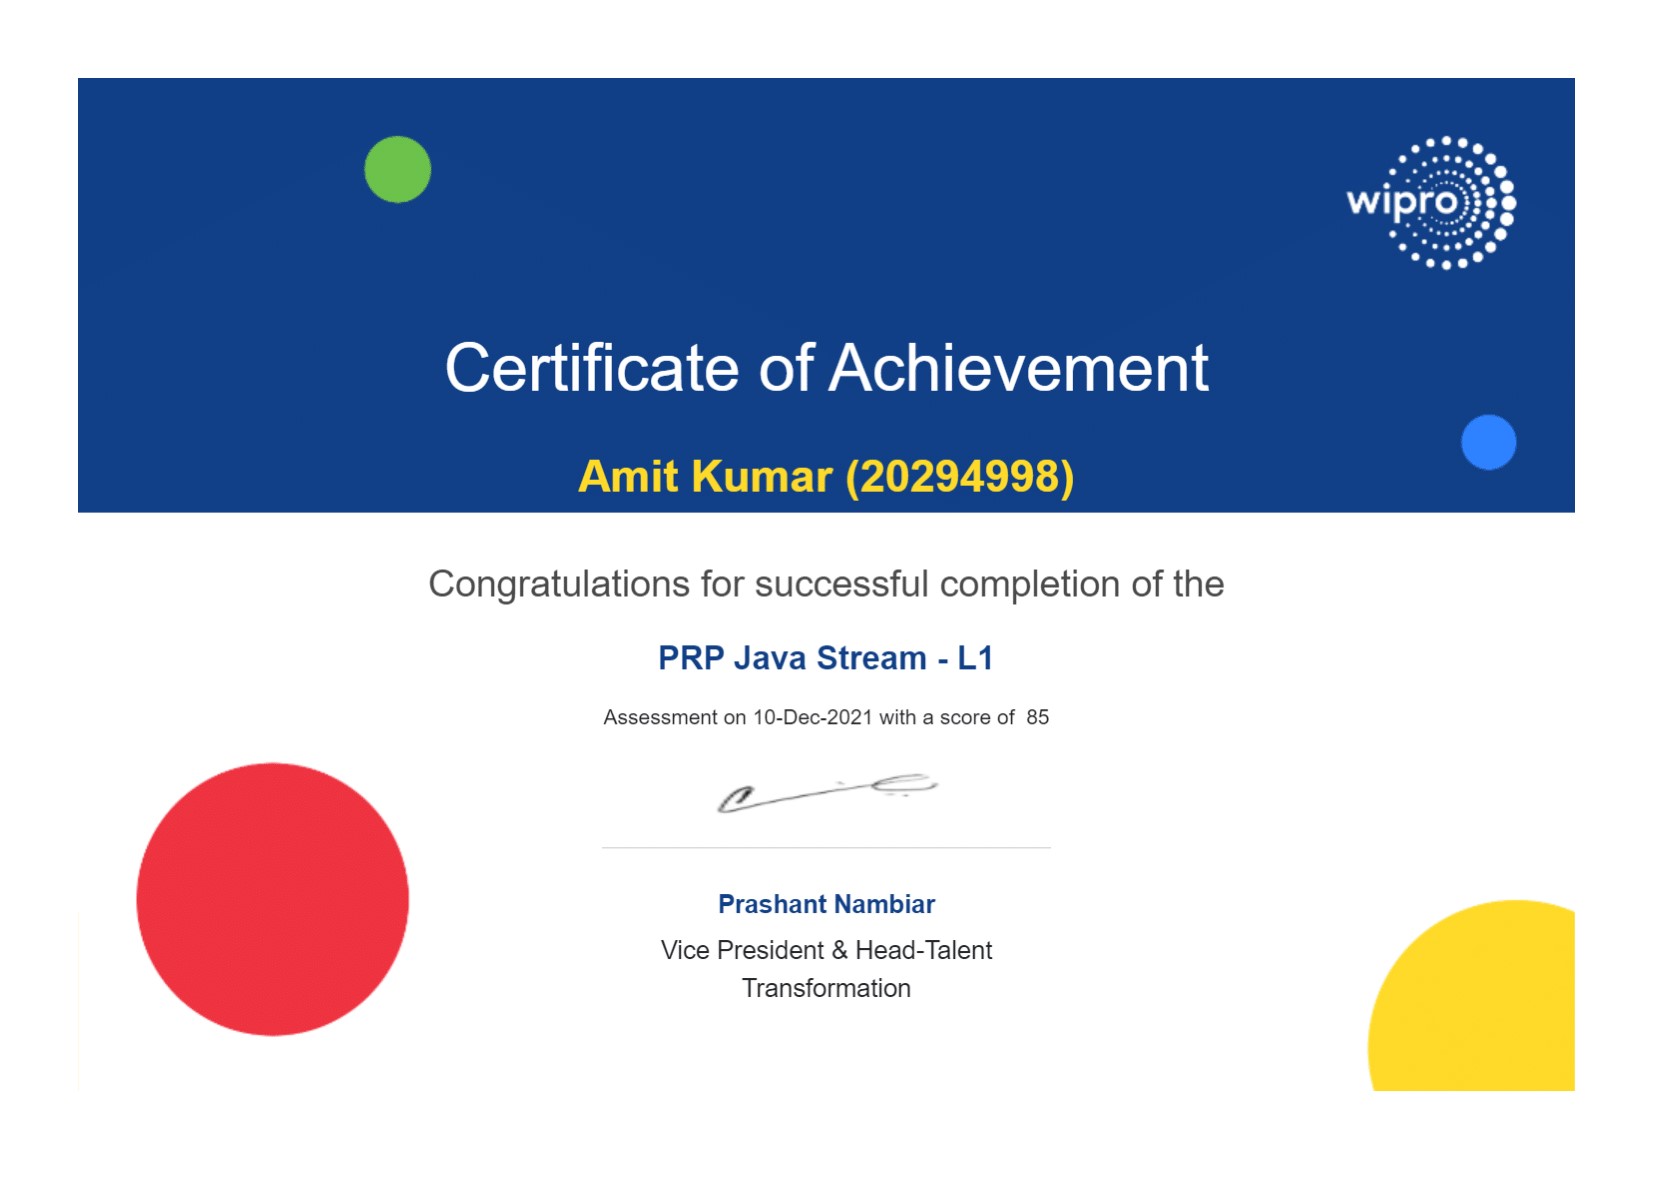 wipro
Certificate of Achievement
Amit Kumar (20294998)
Congratulations for successful completion of the
PRP Java Stream - L1
Assessment on 10-Dec-2021 with a score of  85
Prashant Nambiar
Vice President & Head-Talent
Transformation